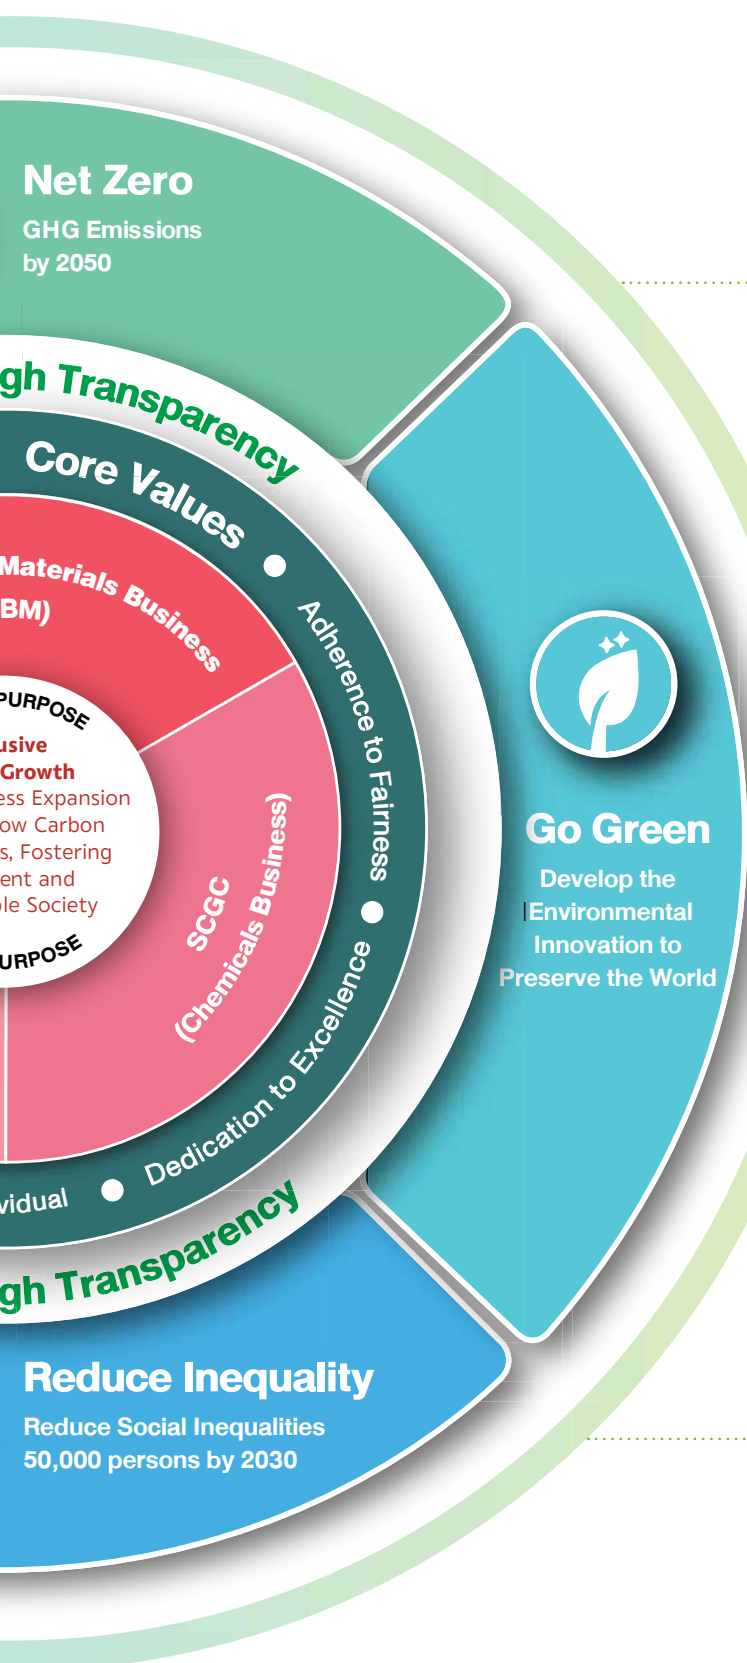 Net Zero
GHG Emissions
by 2050
gh Transparency
Core Values
Adherence to Fairness
Dedication to Excellence
vidual
Materials Business
BM)
SCGC
(Chemicals Business)
PURPOSE
usive
Growth
ess Expansion
ow Carbon
s, Fostering
ent and
le Society
URPOSE
Go Green
Develop the
Environmental
Innovation to
Preserve the World
gh Transparency
Reduce Inequality
Reduce Social Inequalities
50,000 persons by 2030